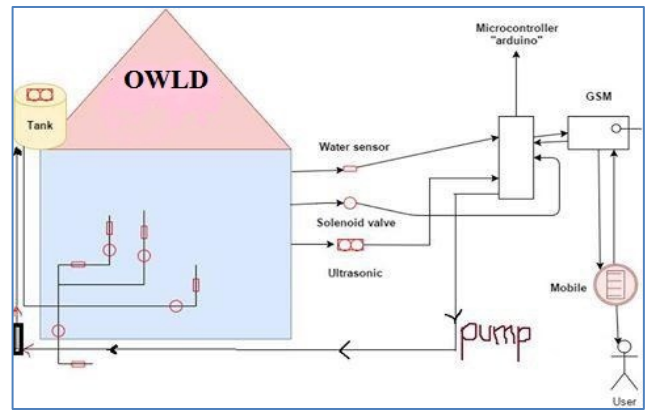 Microcontroller
"arduino"
OWLD
GSM
Tank
Water sensor
Solenoid valve
Ultrasonic
Mobile
pump
User